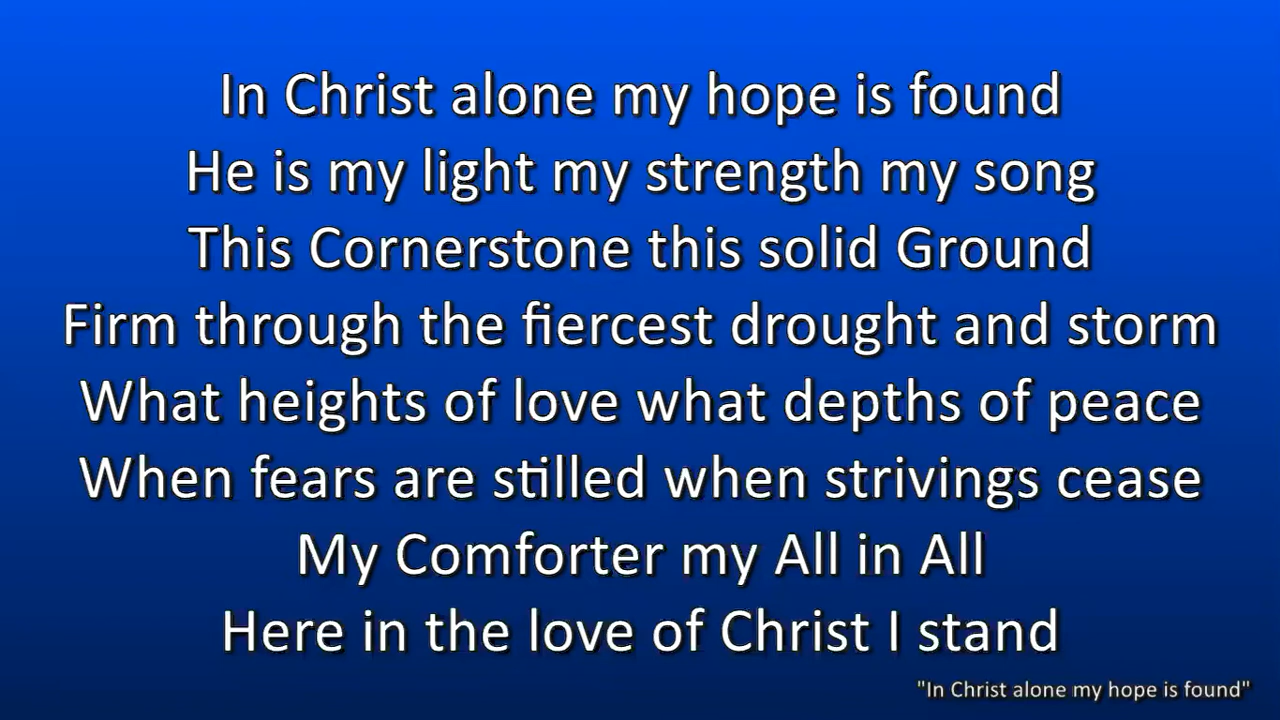 In Christ alone my hope is found
He is my light my strength my song
This Cornerstone this solid Ground
Firm through the fiercest drought and storm
What heights of love what depths of peace
When fears are stilled when strivings cease
My Comforter my All in All
Here in the love of Christ I stand
"In Christ alone my hope is found"